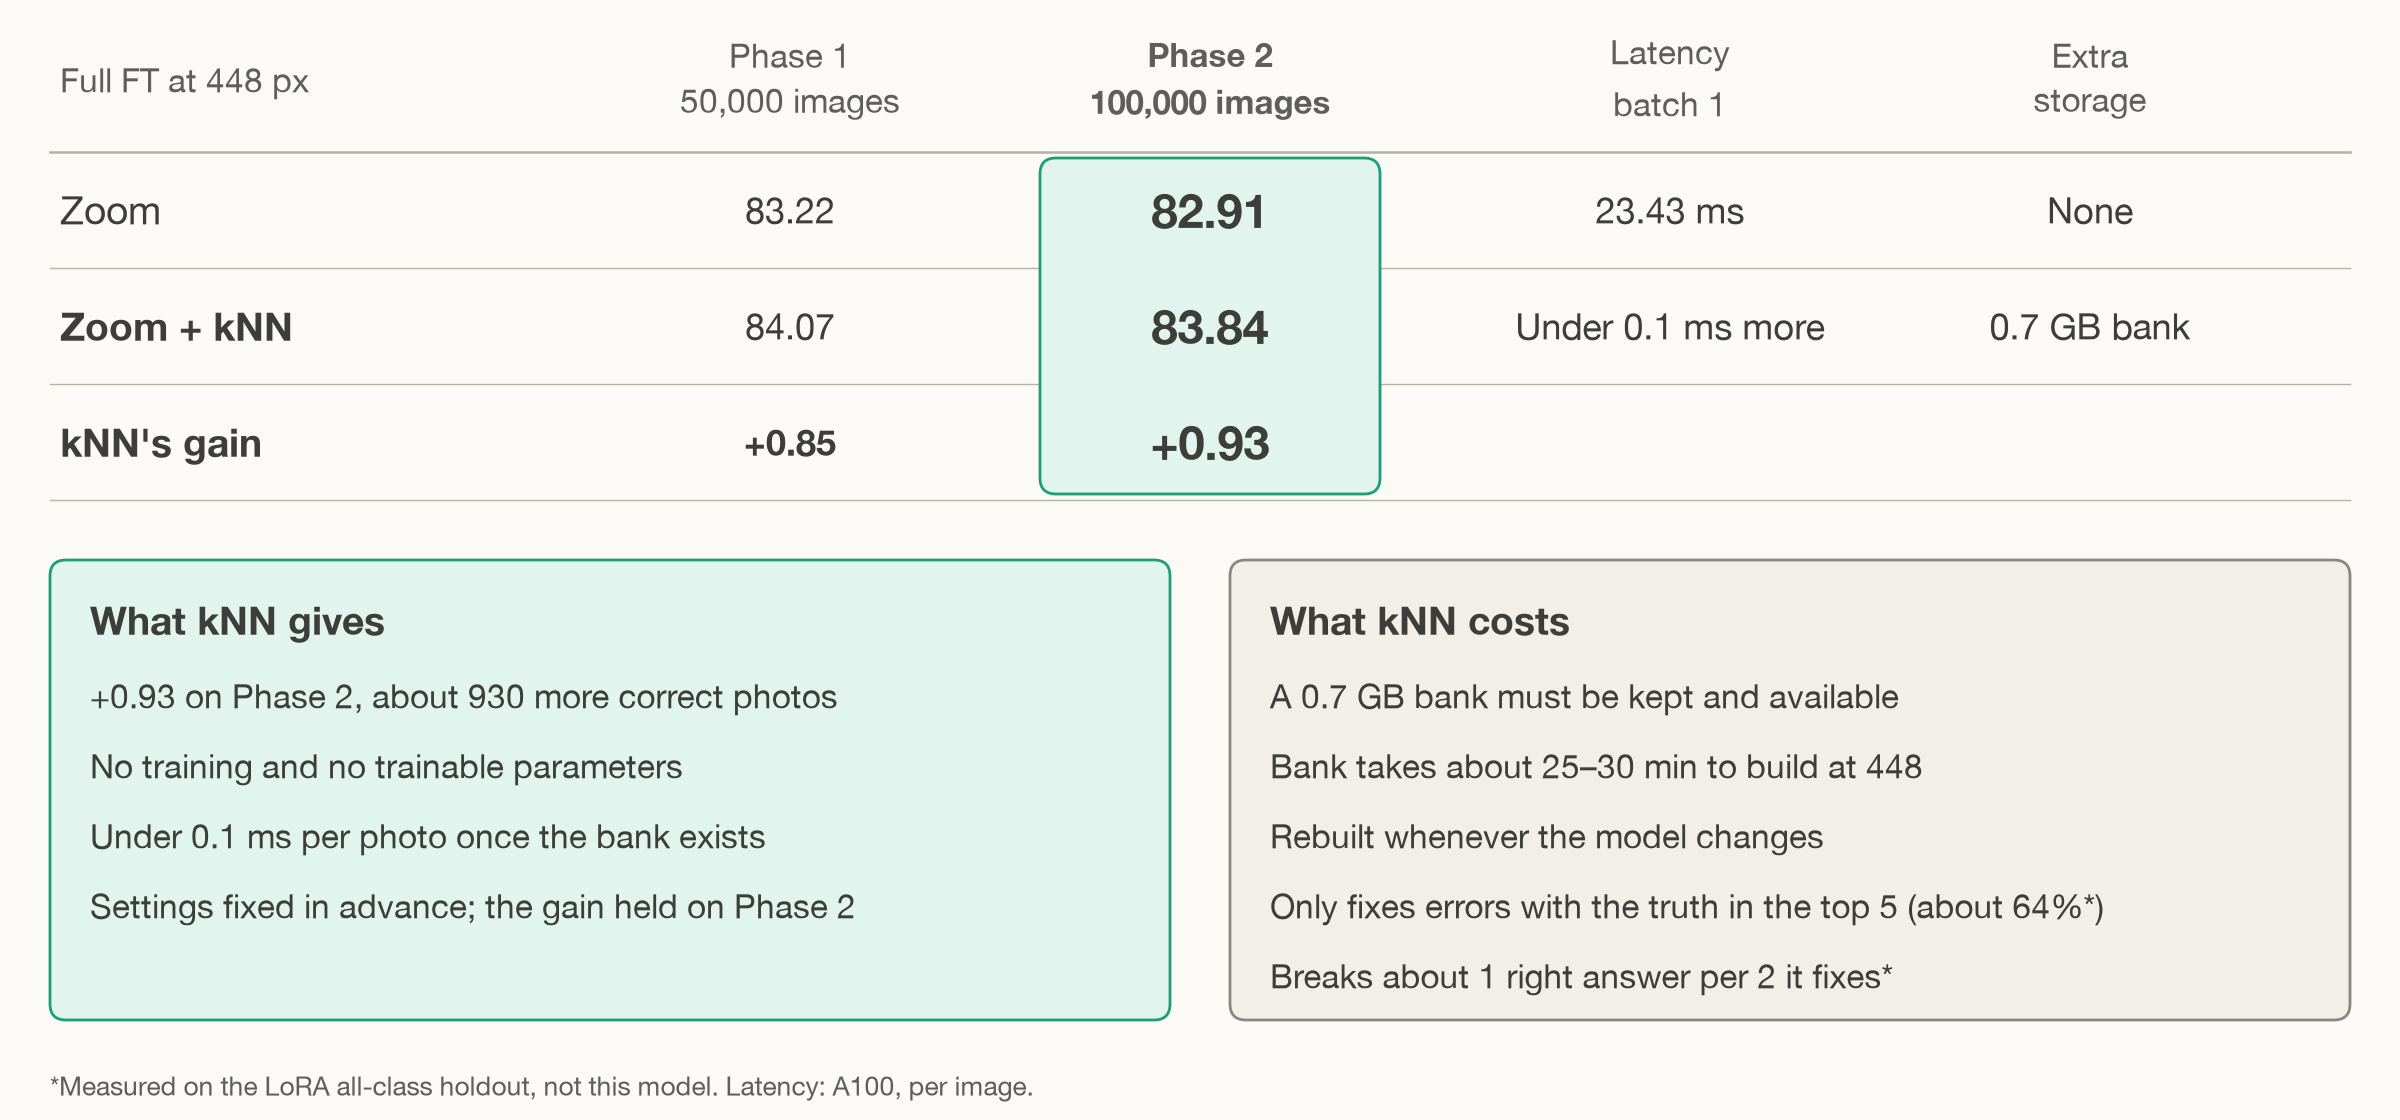 Full FT at 448 px
Phase 1
50,000 images
Phase 2
100,000 images
Latency
batch 1
Extra
storage
Zoom
83.22
82.91
23.43 ms
None
Zoom + kNN
84.07
83.84
Under 0.1 ms more
0.7 GB bank
kNN's gain
+0.85
+0.93
What kNN gives
+0.93 on Phase 2, about 930 more correct photos
No training and no trainable parameters
Under 0.1 ms per photo once the bank exists
Settings fixed in advance; the gain held on Phase 2
What kNN costs
A 0.7 GB bank must be kept and available
Bank takes about 25–30 min to build at 448
Rebuilt whenever the model changes
Only fixes errors with the truth in the top 5 (about 64%*)
Breaks about 1 right answer per 2 it fixes*
*Measured on the LoRA all-class holdout, not this model. Latency: A100, per image.